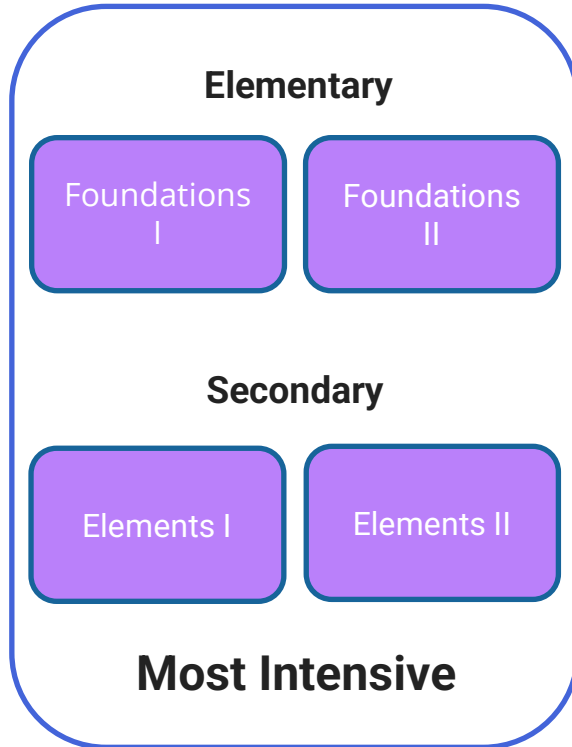 Elementary
Foundations
I
Foundations
II
Secondary
Elements I
Elements II
Most Intensive